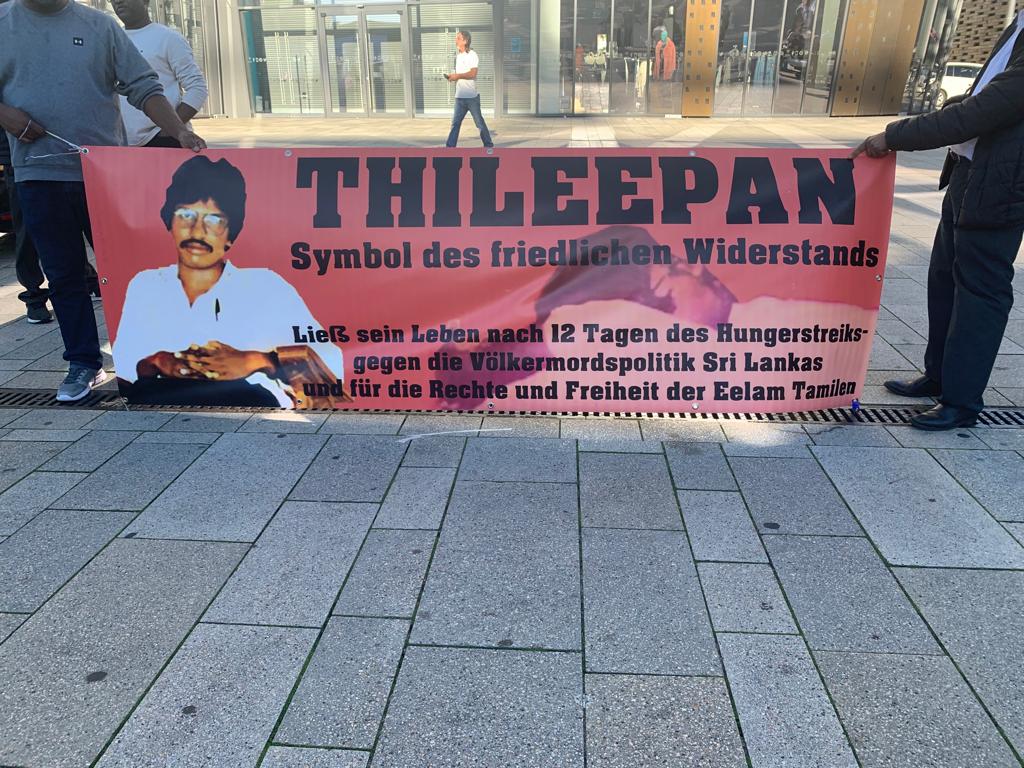 THILEEPAN
Symbol des friedlichen Widerstands
Ließ sein Leben nach 12 Tagen des Hungerstreiks-
gegen die Völkermordspolitik Sri Lankas
und für die Rechte und Freiheit der Eelam Tamilen